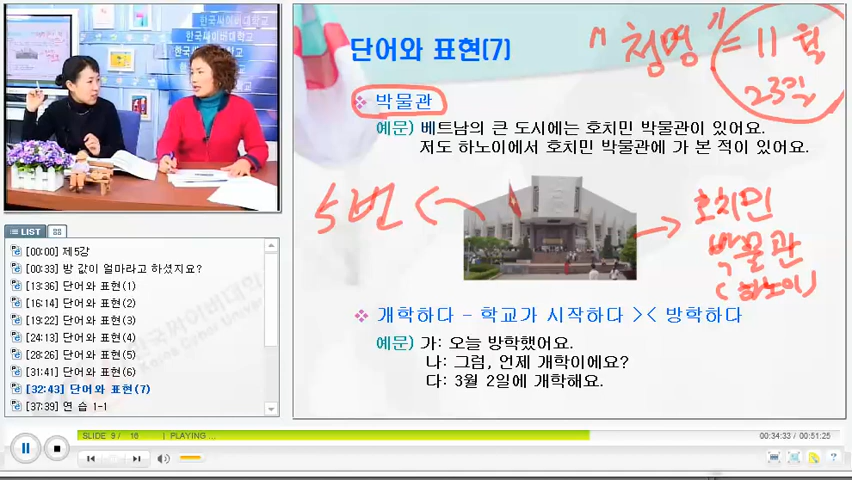 한국싸이버대학교
단어와 표현(7)
"청명" = 11월
23일
박물관
예문) 베트남의 큰 도시에는 호치민 박물관이 있어요.
저도 하노이에서 호치민 박물관에 가 본 적이 있어요.
5번
호치민
박물관
(하노이)
개학하다 - 학교가 시작하다 >< 방학하다
예문) 가: 오늘 방학했어요.
나: 그럼, 언제 개학이에요?
다: 3월 2일에 개학해요.
LIST
[00:00] 제5강
[00:33] 방 값이 얼마라고 하셨지요?
[13:36] 단어와 표현(1)
[16:14] 단어와 표현(2)
[19:22] 단어와 표현(3)
[24:13] 단어와 표현(4)
[28:26] 단어와 표현(5)
[31:41] 단어와 표현(6)
[32:43] 단어와 표현(7)
[37:39] 연 습 1-1
SLIDE 9 / 16 | PLAYING ...
00:34:33 / 00:51:25